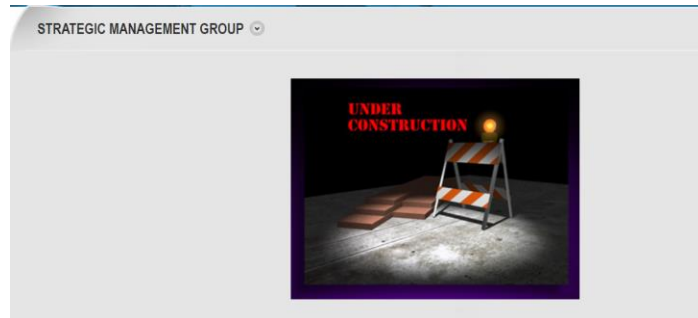 STRATEGIC MANAGEMENT GROUP
UNDER
CONSTRUCTION